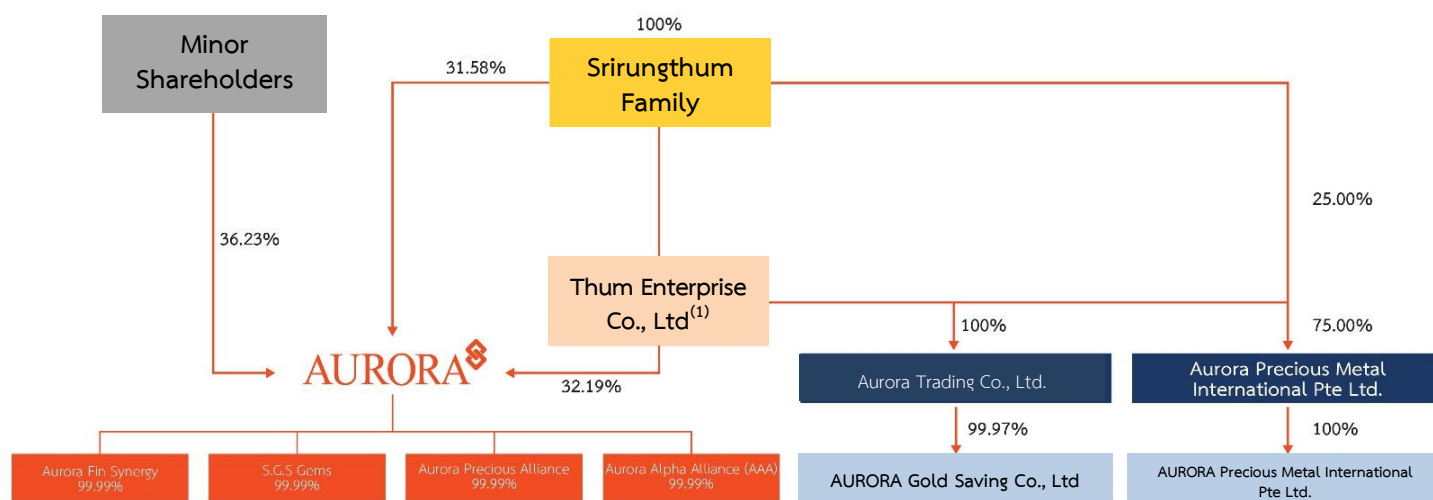 100%
Minor
Shareholders
31.58%
Srirungthum
Family
25.00%
36.23%
Thum Enterprise
Co., Ltd(1)
100%
75.00%
AURORA
32.19%
Aurora Trading Co., Ltd.
Aurora Precious Metal
International Pte Ltd.
99.97%
100%
Aurora Fin Synergy
99.99%
S.G.S Gems
99.99%
Aurora Precious Alliance
99.99%
Aurora Alpha Alliance (AAA)
99.99%
AURORA Gold Saving Co., Ltd
AURORA Precious Metal International
Pte Ltd.